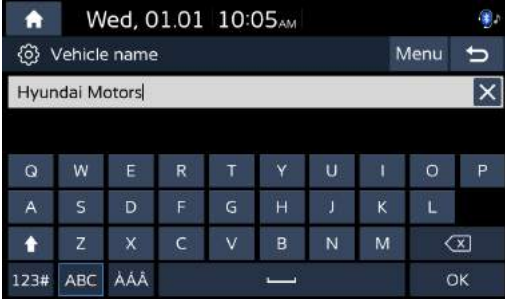 Wed, 01.01 10:05AM
Vehicle name Menu
Hyundai Motors
Q W E R T Y U I O P
A S D F G H J K L
Z X C V B N M
123# ABC ÀÁÂ OK